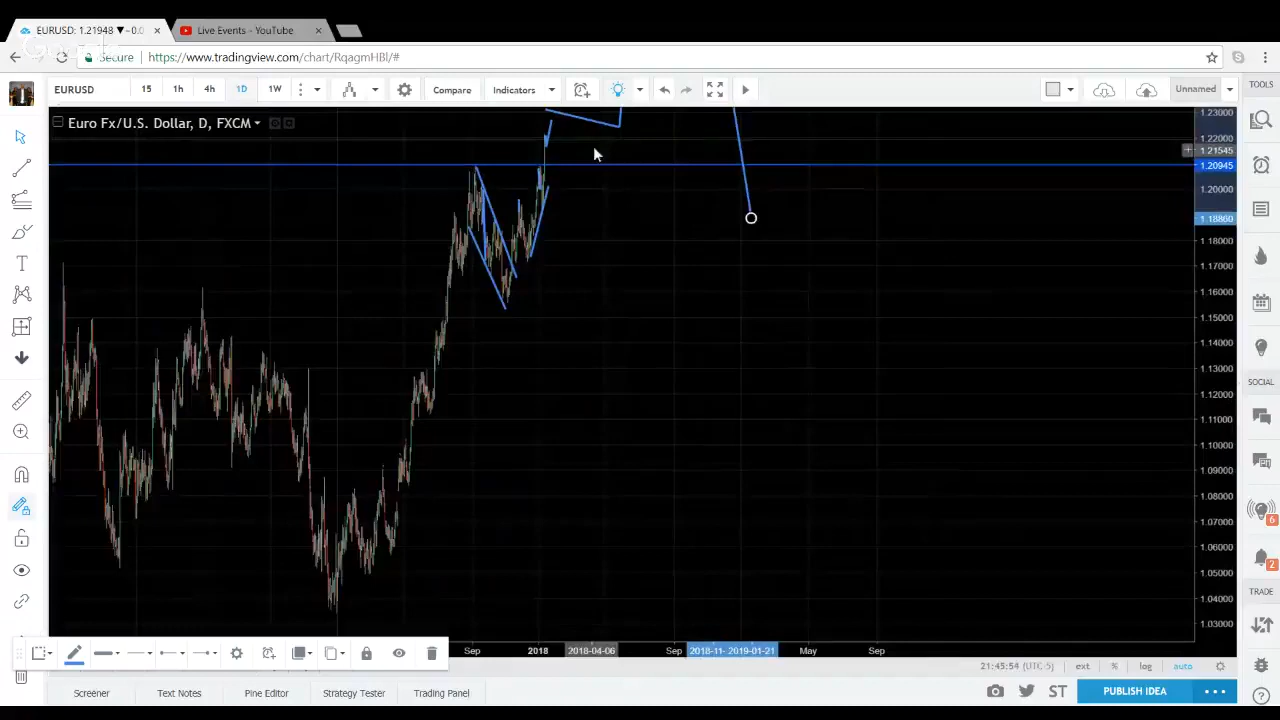 EURUSD: 1.21948 ▼ -0.0
Live Events - YouTube
Secure
https://www.tradingview.com/chart/RqagmHBl/#
EURUSD 15 1h 4h 1D 1W Compare Indicators Unnamed TOOLS
Euro Fx/U.S. Dollar, D, FXCM
1.23000
1.22000
1.21545
1.20945
1.20000
1.18860
1.18000
1.17000
1.16000
1.15000
1.14000
1.13000
1.12000
1.11000
1.10000
1.09000
1.08000
1.07000
1.06000
1.05000
1.04000
1.03000
SOCIAL
6
2
TRADE
Sep 2018 2018-04-06 Sep 2018-11- 2019-01-21 May Sep
21:45:54 (UTC-5) ext % log auto
Screener Text Notes Pine Editor Strategy Tester Trading Panel ST PUBLISH IDEA